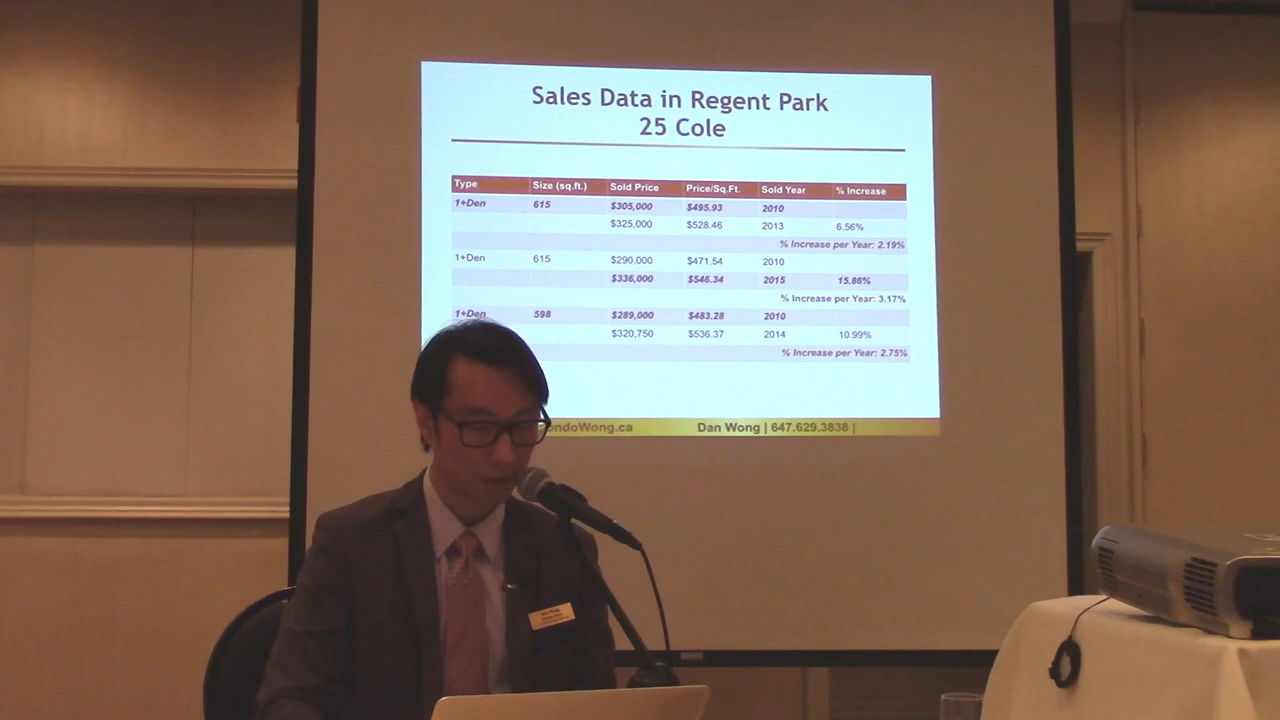 Sales Data in Regent Park
25 Cole
Type Size (sq.ft.) Sold Price Price/Sq.Ft. Sold Year % Increase
1+Den 615 $305,000 $495.93 2010
$325,000 $528.46 2013 6.56%
% Increase per Year: 2.19%
1+Den 615 $290,000 $471.54 2010
$336,000 $546.34 2015 15.86%
% Increase per Year: 3.17%
1+Den 598 $289,000 $483.28 2010
$320,750 $536.37 2014 10.99%
% Increase per Year: 2.75%
ondoWong.ca Dan Wong | 647.629.3838 |